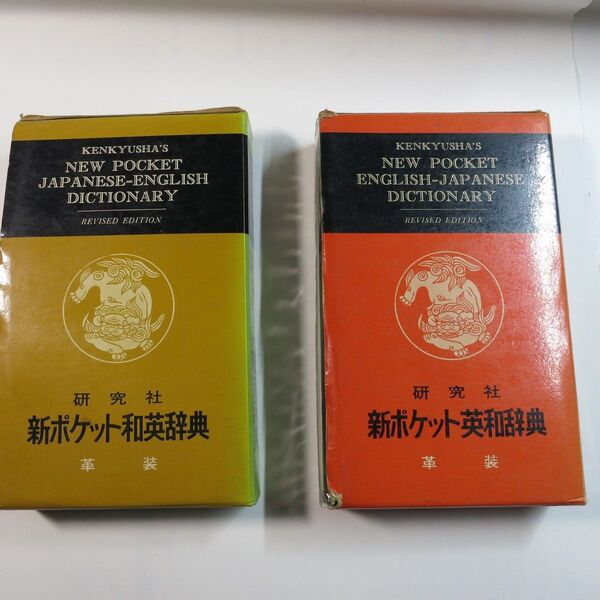 KENKYUSHA'S
NEW POCKET
JAPANESE-ENGLISH
DICTIONARY
REVISED EDITION
研究社
新ポケット和英辞典
革装
KENKYUSHA'S
NEW POCKET
ENGLISH-JAPANESE
DICTIONARY
REVISED EDITION
研究社
新ポケット英和辞典
革装